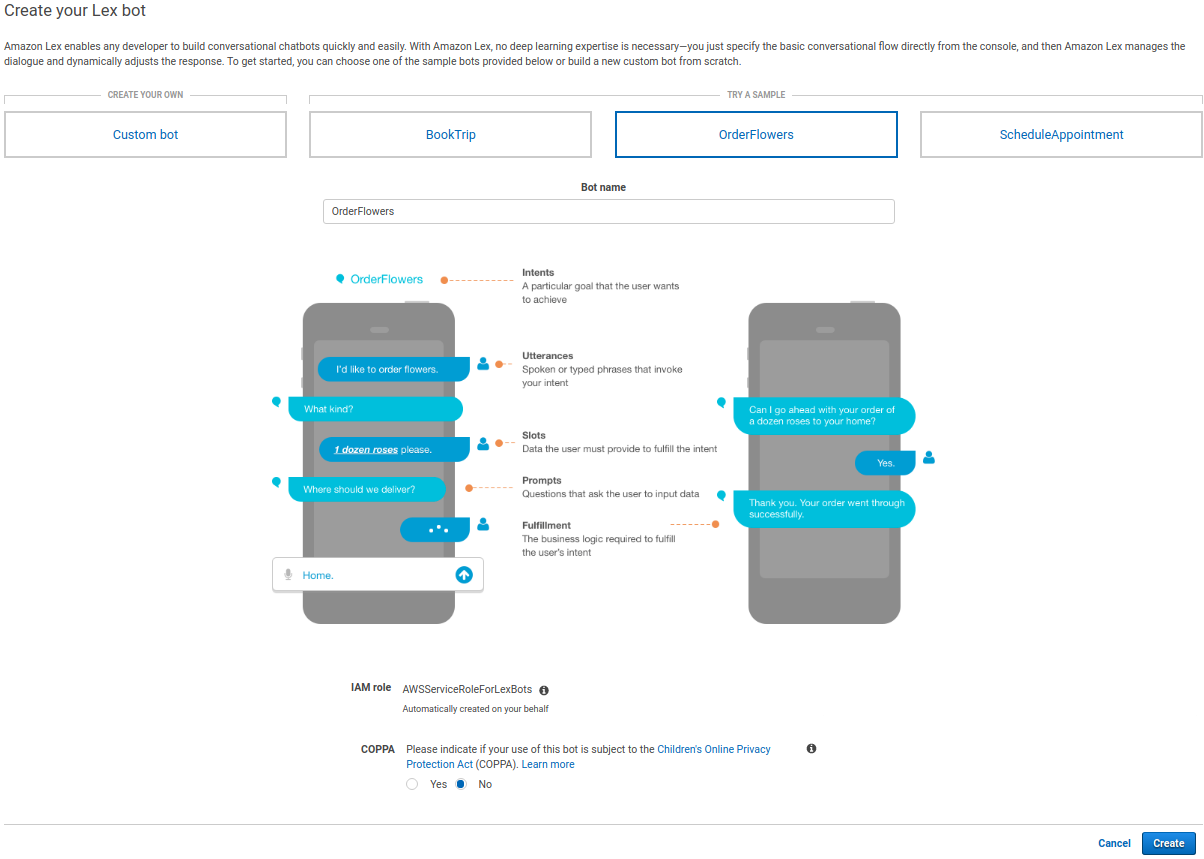 Create your Lex bot
Amazon Lex enables any developer to build conversational chatbots quickly and easily. With Amazon Lex, no deep learning expertise is necessary—you just specify the basic conversational flow directly from the console, and then Amazon Lex manages the
dialogue and dynamically adjusts the response. To get started, you can choose one of the sample bots provided below or build a new custom bot from scratch.
CREATE YOUR OWN
TRY A SAMPLE
Custom bot
BookTrip
OrderFlowers
ScheduleAppointment
Bot name
OrderFlowers
OrderFlowers
Intents
A particular goal that the user wants
to achieve
I'd like to order flowers.
Utterances
Spoken or typed phrases that invoke
your intent
What kind?
1 dozen roses please.
Slots
Data the user must provide to fulfill the intent
Where should we deliver?
Prompts
Questions that ask the user to input data
Fulfillment
The business logic required to fulfill
the user's intent
Home.
Can I go ahead with your order of
a dozen roses to your home?
Yes.
Thank you. Your order went through
successfully.
IAM role
AWSServiceRoleForLexBots
Automatically created on your behalf
COPPA
Please indicate if your use of this bot is subject to the Children's Online Privacy
Protection Act (COPPA). Learn more
Yes
No
Cancel
Create